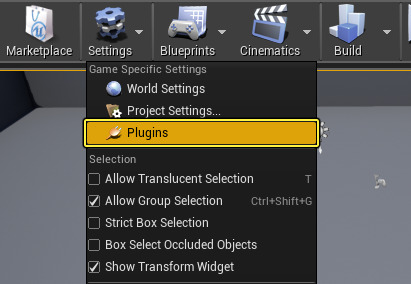 Marketplace Settings Blueprints Cinematics Build
Game Specific Settings
World Settings
Project Settings...
Plugins
Selection
Allow Translucent Selection T
Allow Group Selection Ctrl+Shift+G
Strict Box Selection
Box Select Occluded Objects
Show Transform Widget